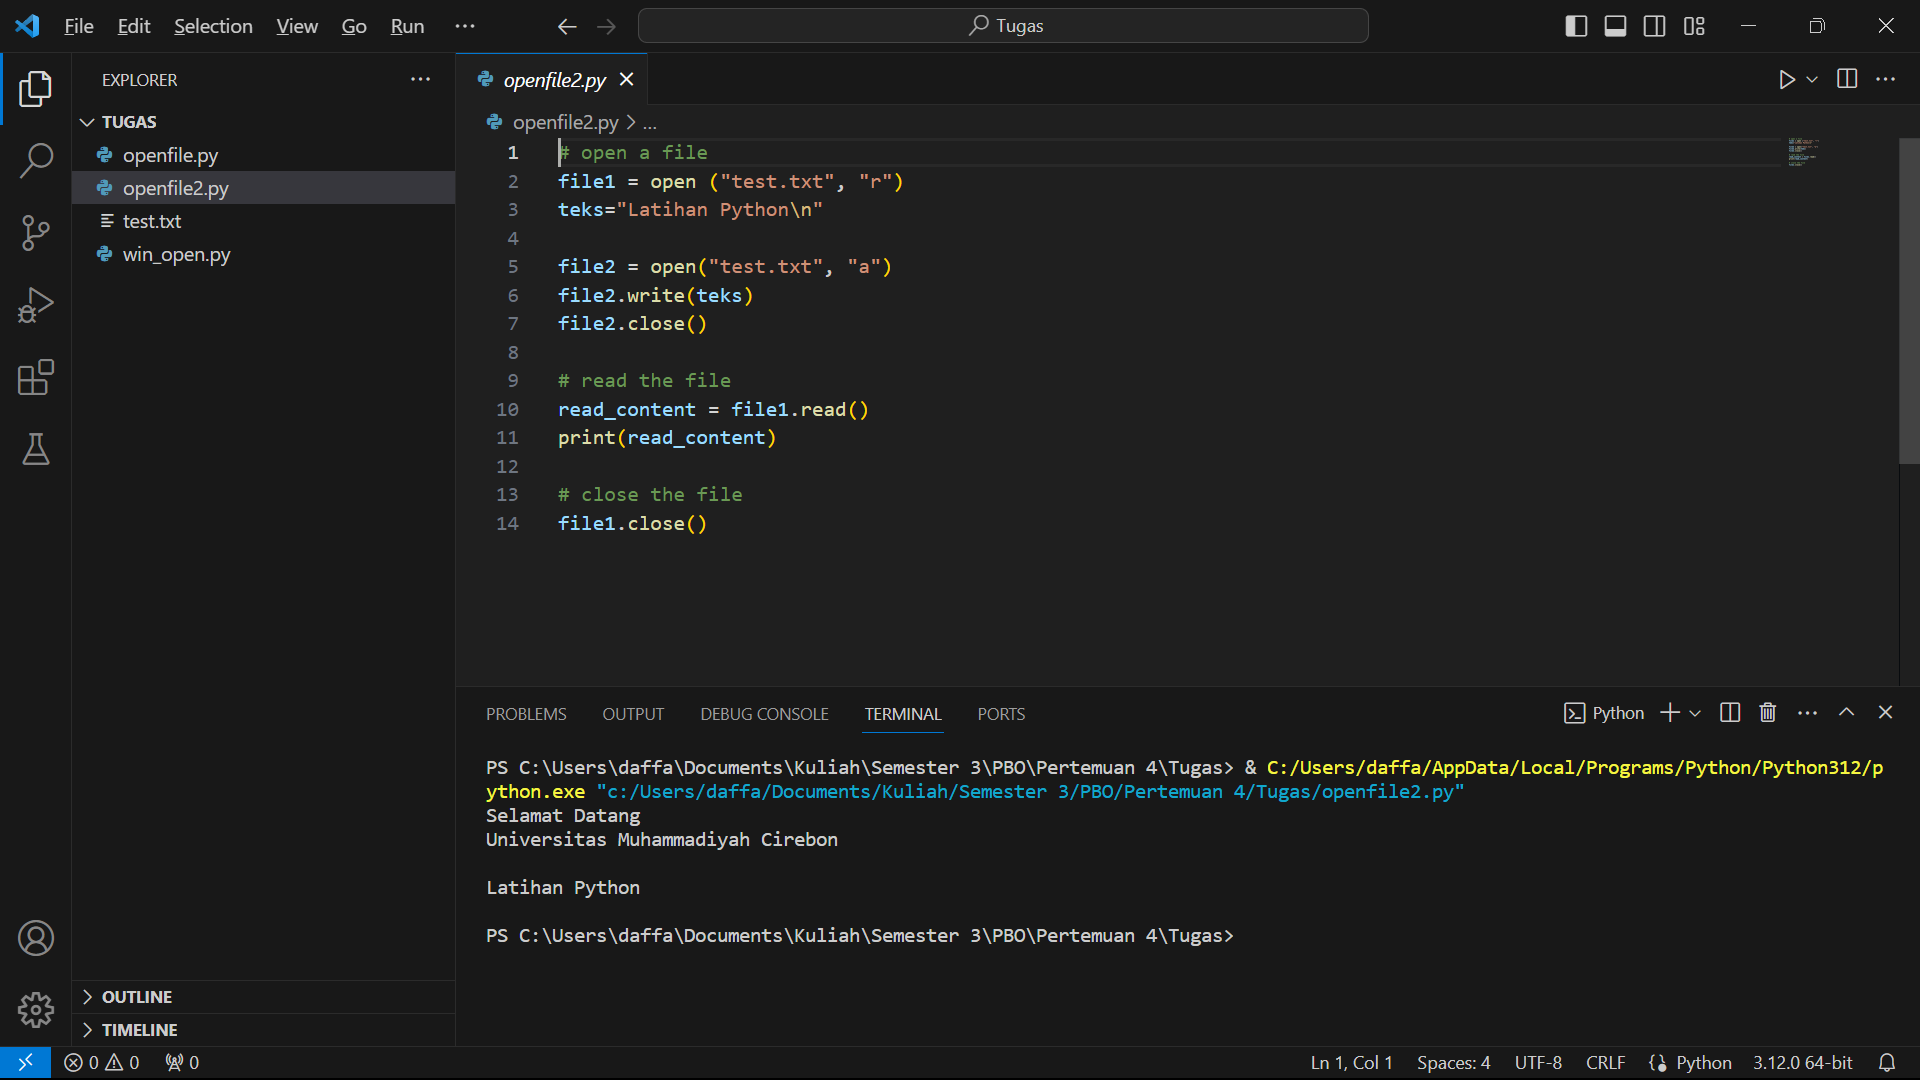 File Edit Selection View Go Run ··· Tugas
EXPLORER ···
TUGAS
openfile.py
openfile2.py
test.txt
win_open.py
OUTLINE
TIMELINE
openfile2.py
openfile2.py > ...
1 # open a file
2 file1 = open ("test.txt", "r")
3 teks="Latihan Python\n"
4
5 file2 = open("test.txt", "a")
6 file2.write(teks)
7 file2.close()
8
9 # read the file
10 read_content = file1.read()
11 print(read_content)
12
13 # close the file
14 file1.close()
PROBLEMS OUTPUT DEBUG CONSOLE TERMINAL PORTS Python
PS C:\Users\daffa\Documents\Kuliah\Semester 3\PBO\Pertemuan 4\Tugas> & C:/Users/daffa/AppData/Local/Programs/Python/Python312/p
ython.exe "c:/Users/daffa/Documents/Kuliah/Semester 3/PBO/Pertemuan 4/Tugas/openfile2.py"
Selamat Datang
Universitas Muhammadiyah Cirebon
Latihan Python
PS C:\Users\daffa\Documents\Kuliah\Semester 3\PBO\Pertemuan 4\Tugas>
0 0 0 Ln 1, Col 1 Spaces: 4 UTF-8 CRLF Python 3.12.0 64-bit